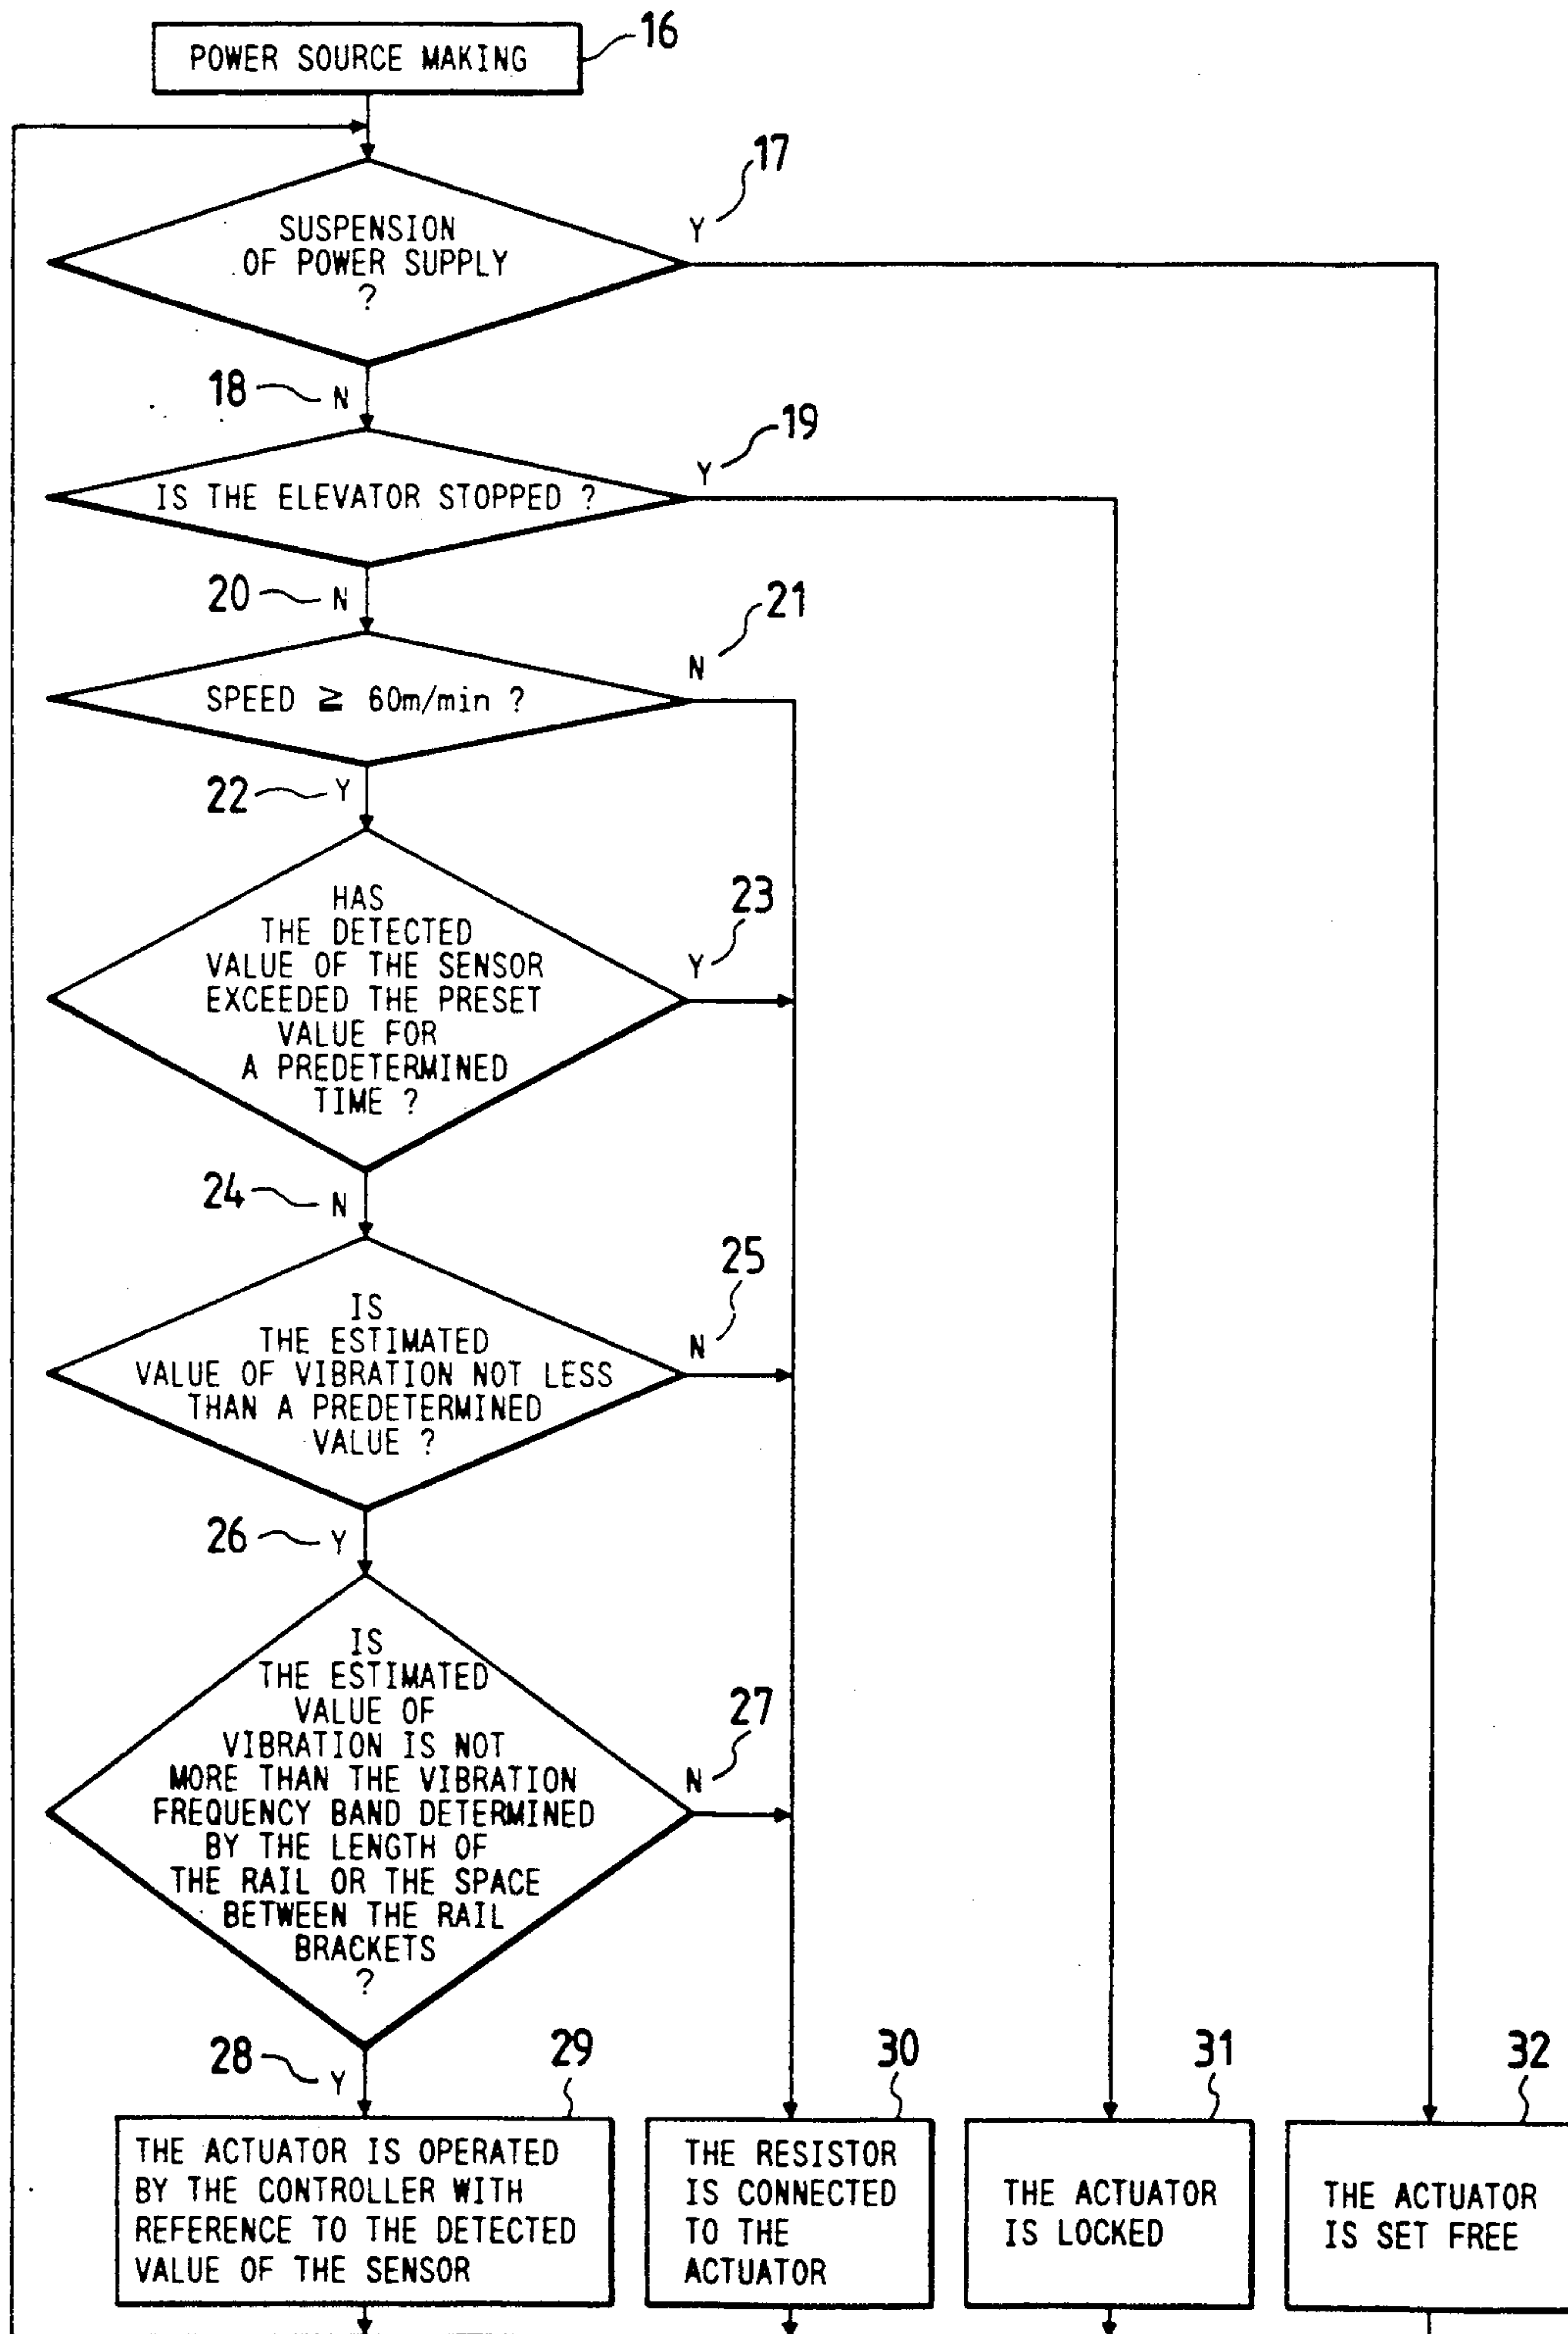 POWER SOURCE MAKING
16
17
Y
SUSPENSION
OF POWER SUPPLY
?
18
N
19
Y
IS THE ELEVATOR STOPPED ?
20
N
21
N
SPEED ≧ 60m/min ?
22
Y
HAS
THE DETECTED
VALUE OF THE SENSOR
EXCEEDED THE PRESET
VALUE FOR
A PREDETERMINED
TIME ?
23
Y
24
N
25
N
IS
THE ESTIMATED
VALUE OF VIBRATION NOT LESS
THAN A PREDETERMINED
VALUE ?
26
Y
IS
THE ESTIMATED
VALUE OF
VIBRATION IS NOT
MORE THAN THE VIBRATION
FREQUENCY BAND DETERMINED
BY THE LENGTH OF
THE RAIL OR THE SPACE
BETWEEN THE RAIL
BRACKETS
?
27
N
28
Y
29
THE ACTUATOR IS OPERATED
BY THE CONTROLLER WITH
REFERENCE TO THE DETECTED
VALUE OF THE SENSOR
30
THE RESISTOR
IS CONNECTED
TO THE
ACTUATOR
31
THE ACTUATOR
IS LOCKED
32
THE ACTUATOR
IS SET FREE